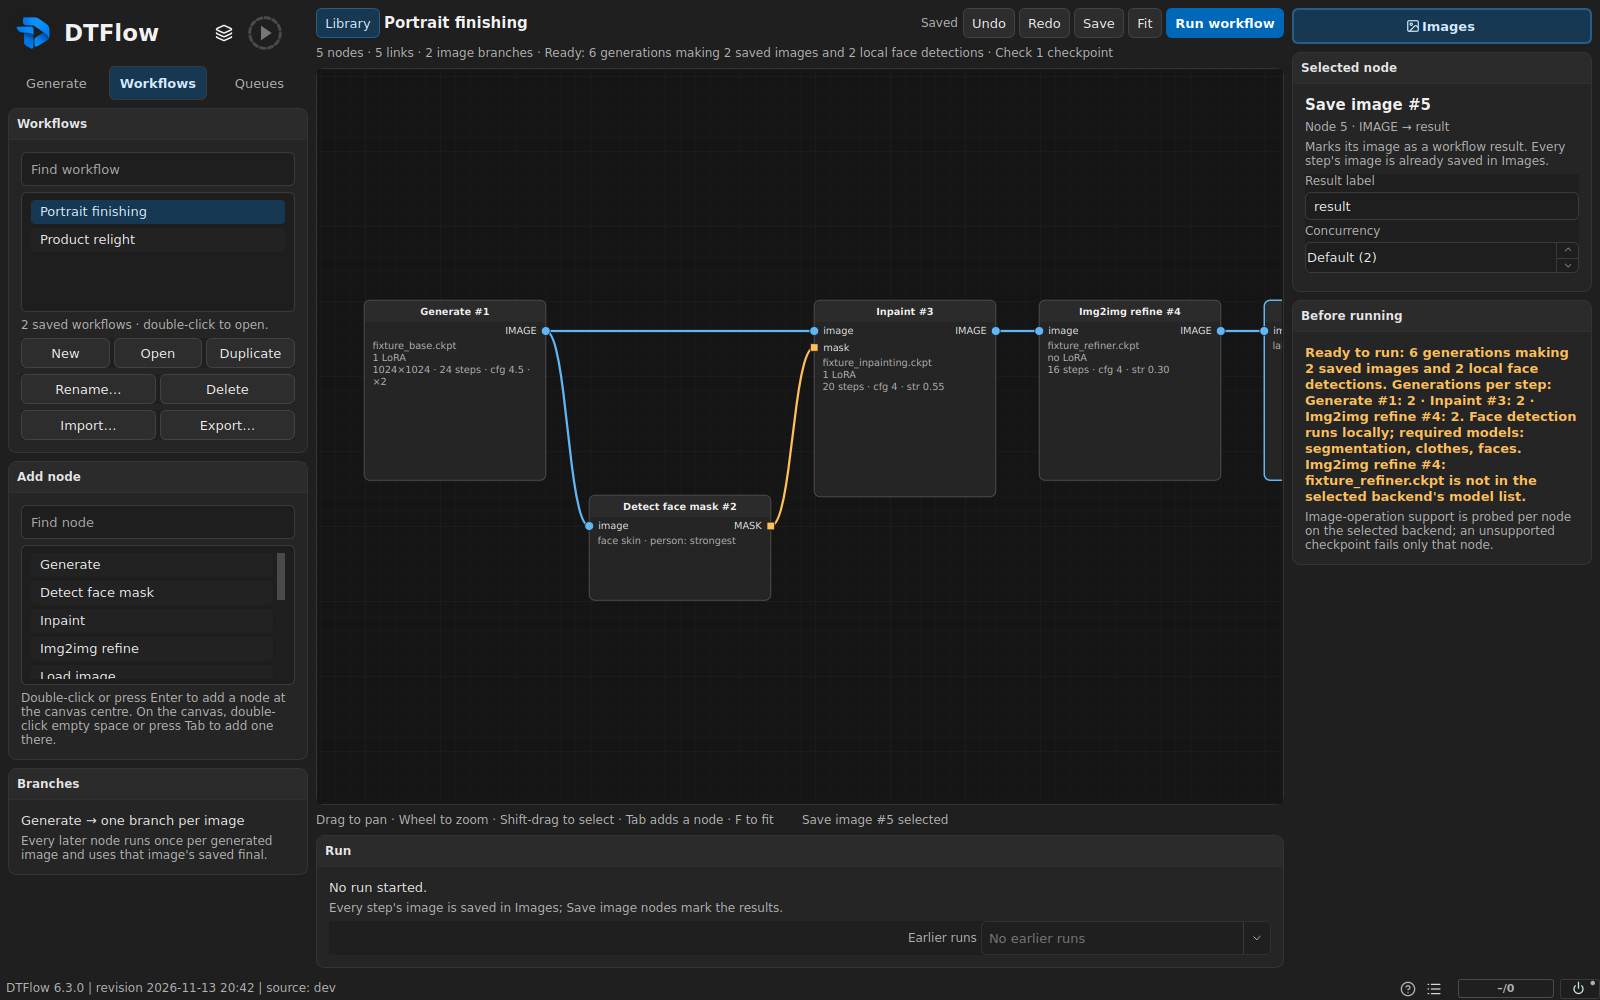 DTFlow
Generate
Workflows
Queues
Workflows
Find workflow
Portrait finishing
Product relight
2 saved workflows · double-click to open.
New
Open
Duplicate
Rename…
Delete
Import…
Export…
Add node
Find node
Generate
Detect face mask
Inpaint
Img2img refine
Load image
Double-click or press Enter to add a node at
the canvas centre. On the canvas, double-
click empty space or press Tab to add one
there.
Branches
Generate → one branch per image
Every later node runs once per generated
image and uses that image's saved final.
Library
Portrait finishing
Saved
Undo
Redo
Save
Fit
Run workflow
5 nodes · 5 links · 2 image branches · Ready: 6 generations making 2 saved images and 2 local face detections · Check 1 checkpoint
Generate #1
IMAGE
fixture_base.ckpt
1 LoRA
1024×1024 · 24 steps · cfg 4.5 ·
×2
Detect face mask #2
image
MASK
face skin · person: strongest
Inpaint #3
image
IMAGE
mask
fixture_inpainting.ckpt
1 LoRA
20 steps · cfg 4 · str 0.55
Img2img refine #4
image
IMAGE
fixture_refiner.ckpt
no LoRA
16 steps · cfg 4 · str 0.30
im
la
Drag to pan · Wheel to zoom · Shift-drag to select · Tab adds a node · F to fit
Save image #5 selected
Run
No run started.
Every step's image is saved in Images; Save image nodes mark the results.
Earlier runs
No earlier runs
Images
Selected node
Save image #5
Node 5 · IMAGE → result
Marks its image as a workflow result. Every
step's image is already saved in Images.
Result label
result
Concurrency
Default (2)
Before running
Ready to run: 6 generations making
2 saved images and 2 local face
detections. Generations per step:
Generate #1: 2 · Inpaint #3: 2 ·
Img2img refine #4: 2. Face detection
runs locally; required models:
segmentation, clothes, faces.
Img2img refine #4:
fixture_refiner.ckpt is not in the
selected backend's model list.
Image-operation support is probed per node
on the selected backend; an unsupported
checkpoint fails only that node.
DTFlow 6.3.0 | revision 2026-11-13 20:42 | source: dev
-/0